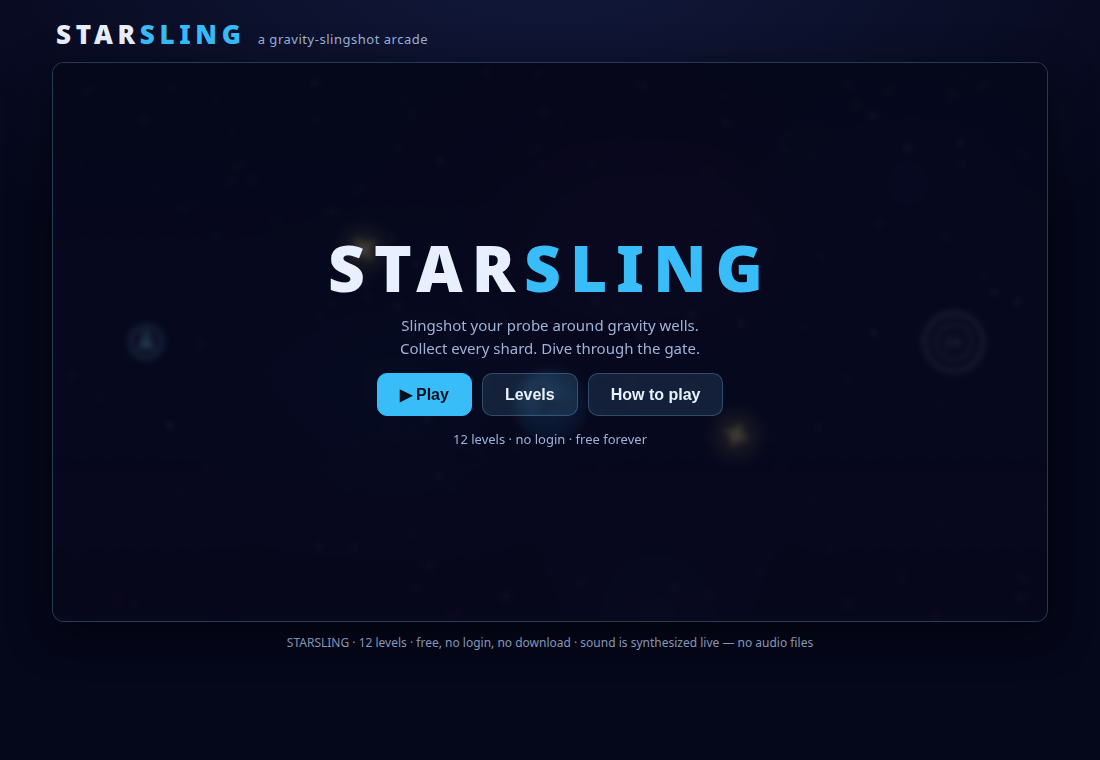 STARSLING a gravity-slingshot arcade
STARSLING
Slingshot your probe around gravity wells.
Collect every shard. Dive through the gate.
▶ Play Levels How to play
12 levels · no login · free forever
STARSLING · 12 levels · free, no login, no download · sound is synthesized live — no audio files